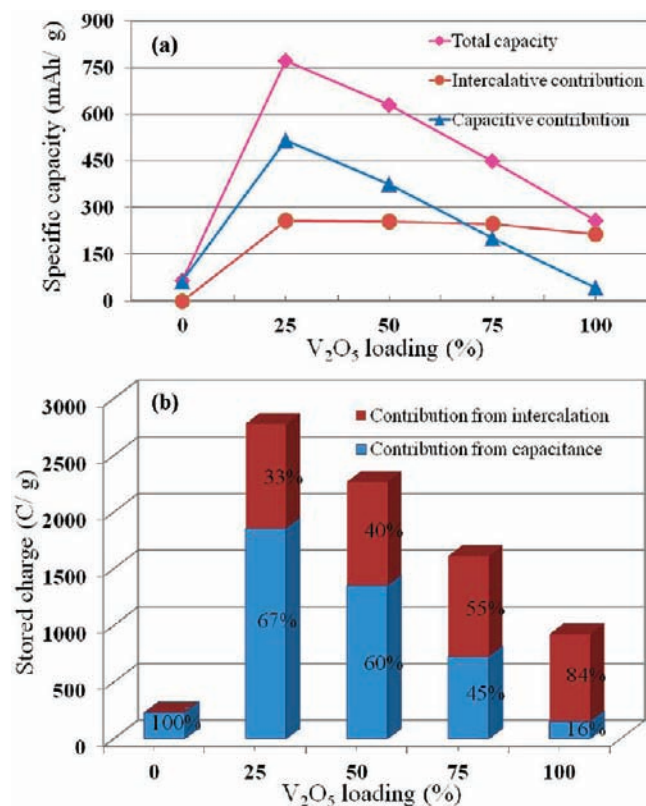 900
(a)
Total capacity
750
Intercalative contribution
600
Capacitive contribution
450
300
150
0
Specific capacity (mAh/ g)
0 25 50 75 100
V₂O₅ loading (%)
3000
(b)
Contribution from intercalation
Contribution from capacitance
2500
33%
2000
40%
1500
55%
67%
1000
60%
84%
500
45%
100%
16%
0
Stored charge (C/ g)
0 25 50 75 100
V₂O₅ loading (%)